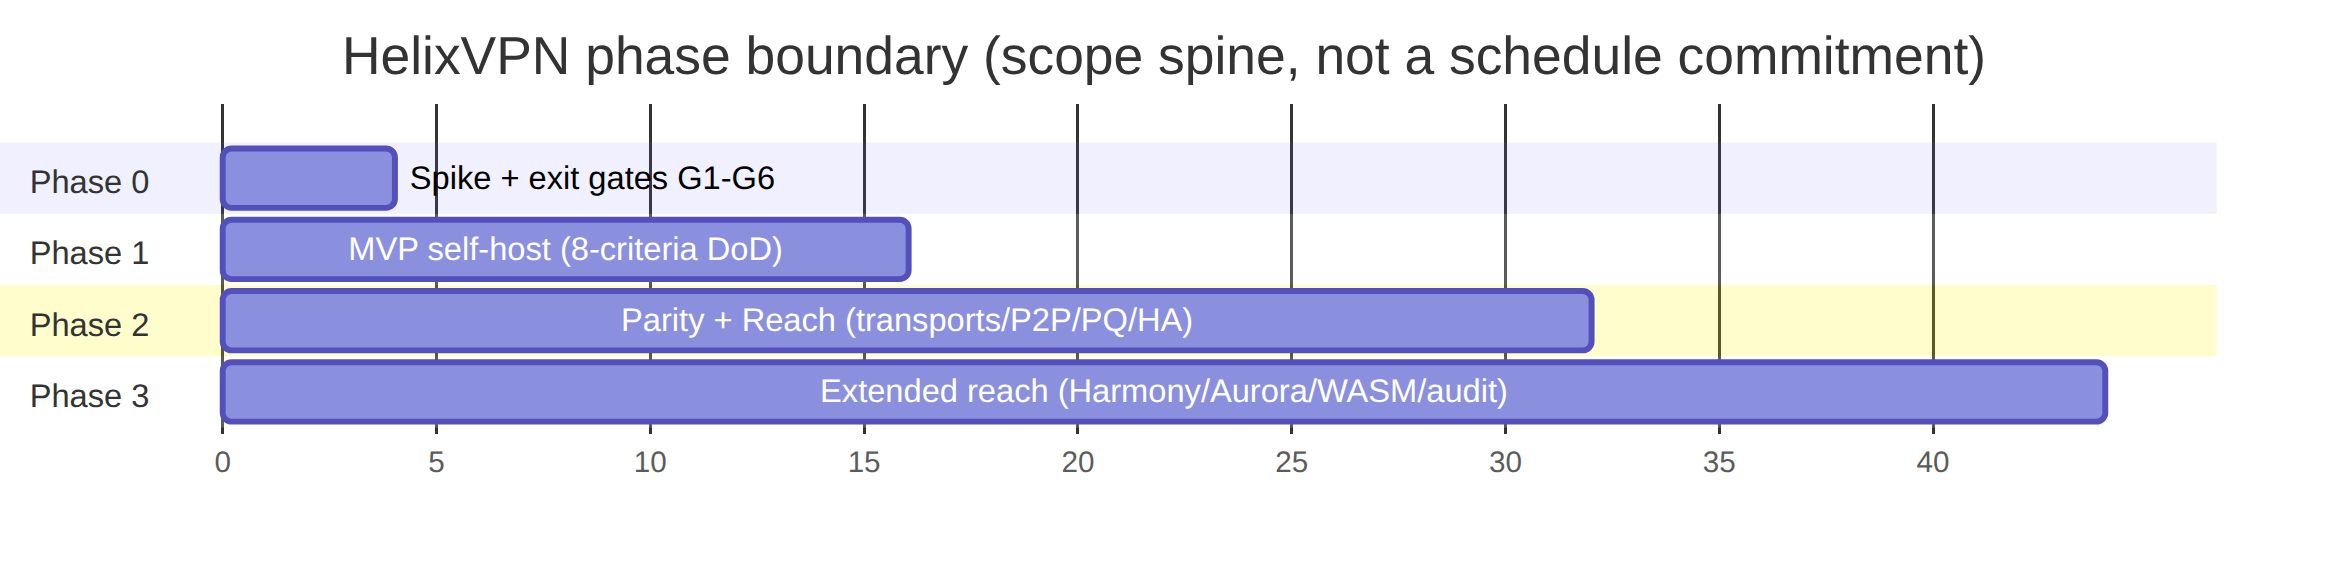 HelixVPN phase boundary (scope spine, not a schedule commitment)
Phase 0
Spike + exit gates G1-G6
Phase 1
MVP self-host (8-criteria DoD)
Phase 2
Parity + Reach (transports/P2P/PQ/HA)
Phase 3
Extended reach (Harmony/Aurora/WASM/audit)
0 5 10 15 20 25 30 35 40